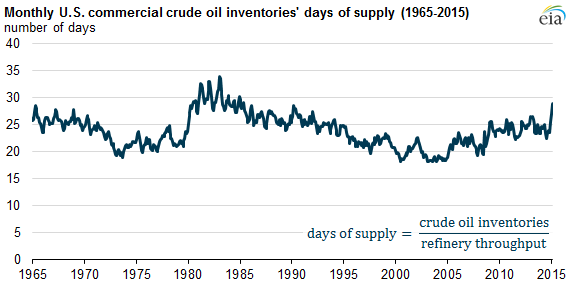 Monthly U.S. commercial crude oil inventories' days of supply (1965-2015)
number of days
eia
40
35
30
25
20
15
10
5
0
days of supply = crude oil inventories
refinery throughput
1965 1970 1975 1980 1985 1990 1995 2000 2005 2010 2015